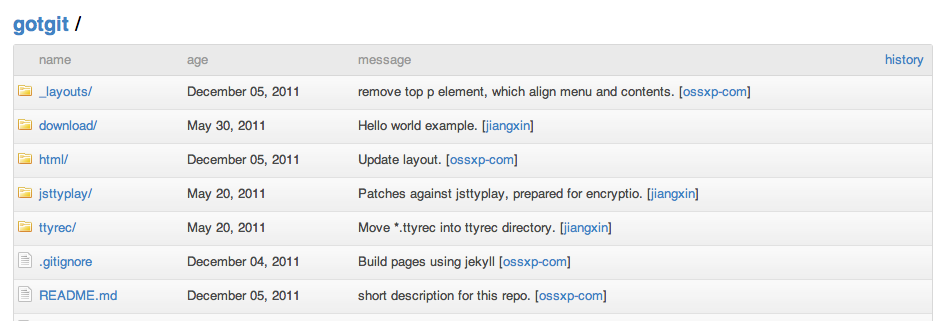 gotgit /
name age message history
_layouts/ December 05, 2011 remove top p element, which align menu and contents. [ossxp-com]
download/ May 30, 2011 Hello world example. [jiangxin]
html/ December 05, 2011 Update layout. [ossxp-com]
jsttyplay/ May 20, 2011 Patches against jsttyplay, prepared for encryptio. [jiangxin]
ttyrec/ May 20, 2011 Move *.ttyrec into ttyrec directory. [jiangxin]
.gitignore December 04, 2011 Build pages using jekyll [ossxp-com]
README.md December 05, 2011 short description for this repo. [ossxp-com]